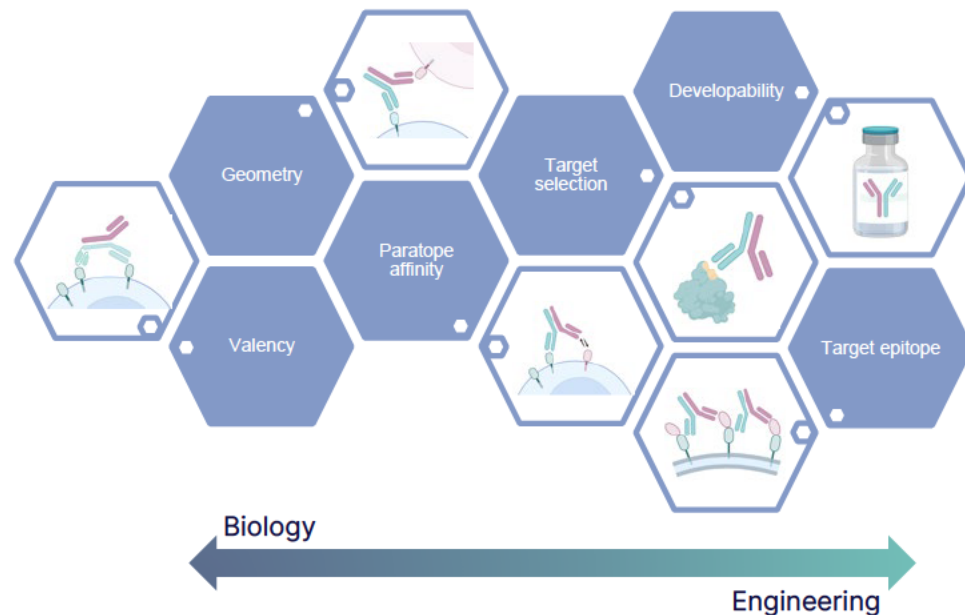 Developability
Geometry
Target
selection
Paratope
affinity
Valency
Target epitope
Biology
Engineering